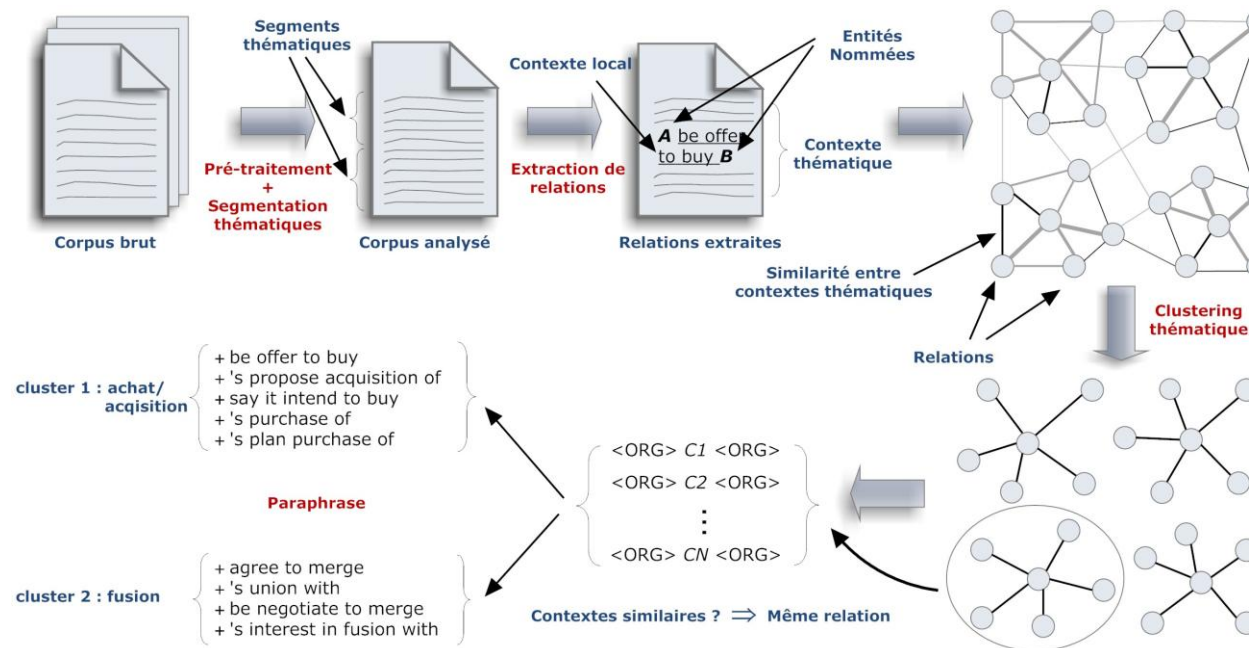 Segments
thématiques
Entités
Nommées
Contexte local
A be offer
to buy B
Contexte
thématique
Pré-traitement
+
Segmentation
thématiques
Extraction de
relations
Corpus brut
Corpus analysé
Relations extraites
Similarité entre
contextes thématiques
Relations
Clustering
thématique
cluster 1 : achat/
acqisition
+ be offer to buy
+ 's propose acquisition of
+ say it intend to buy
+ 's purchase of
+ 's plan purchase of
<ORG> C1 <ORG>
<ORG> C2 <ORG>
⋮
<ORG> CN <ORG>
Paraphrase
cluster 2 : fusion
+ agree to merge
+ 's union with
+ be negotiate to merge
+ 's interest in fusion with
Contextes similaires ? ⇒ Même relation